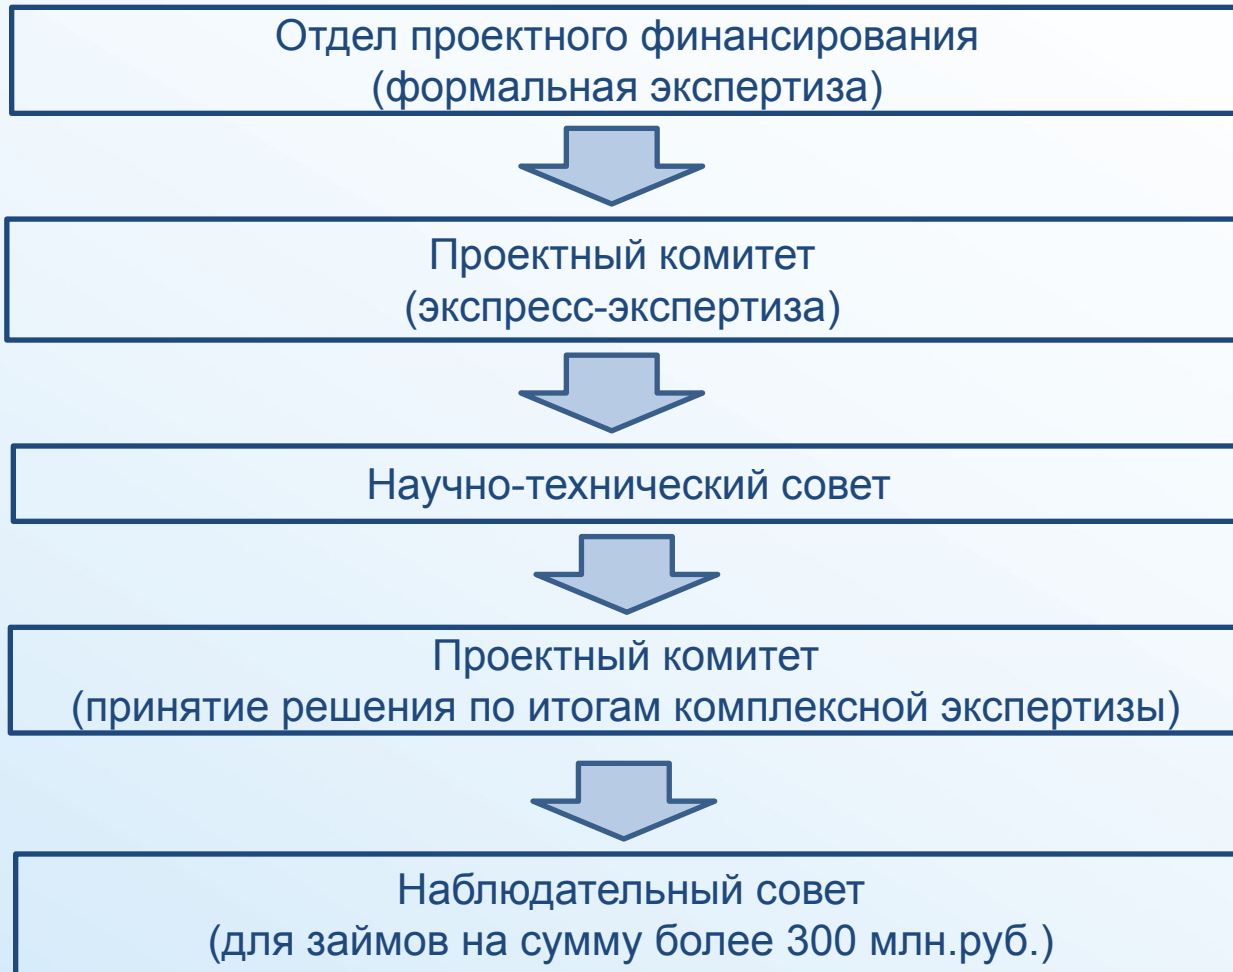 Отдел проектного финансирования
(формальная экспертиза)
Проектный комитет
(экспресс-экспертиза)
Научно-технический совет
Проектный комитет
(принятие решения по итогам комплексной экспертизы)
Наблюдательный совет
(для займов на сумму более 300 млн.руб.)